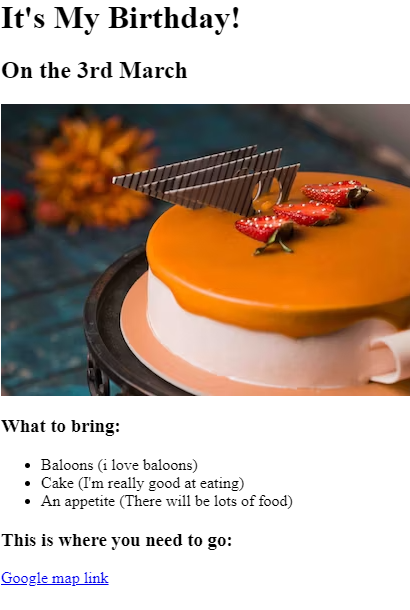 It's My Birthday!
On the 3rd March
What to bring:
Baloons (i love baloons)
Cake (I'm really good at eating)
An appetite (There will be lots of food)
This is where you need to go:
Google map link